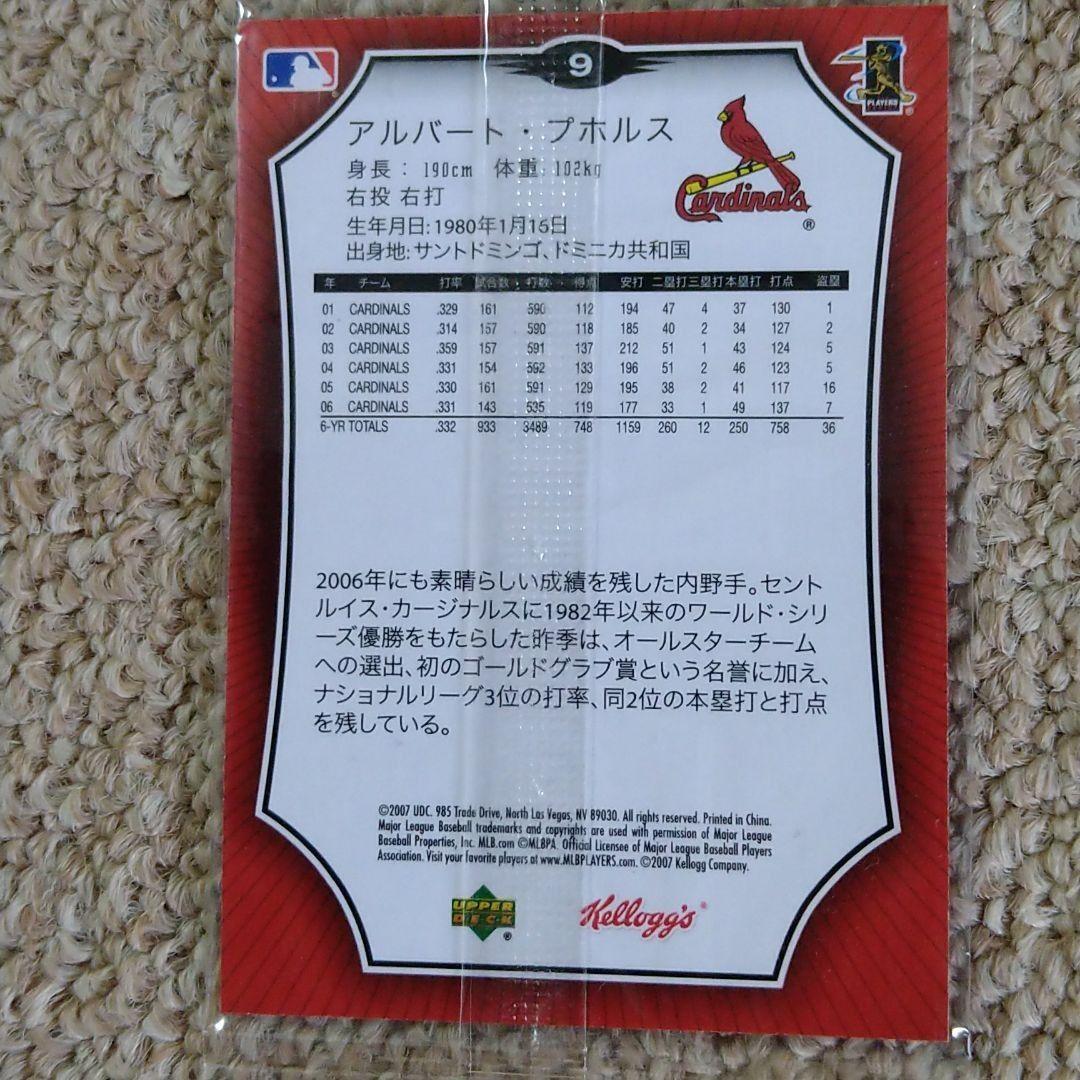 9
PLAYERS
アルバート・プホルス
身長: 190cm 体重: 102kg
右投 右打
生年月日: 1980年1月16日
出身地: サントドミンゴ、ドミニカ共和国
Cardinals®
年 チーム 打率 試合数 打数 得点 安打 二塁打 三塁打 本塁打 打点 盗塁
01 CARDINALS .329 161 590 112 194 47 4 37 130 1
02 CARDINALS .314 157 590 118 185 40 2 34 127 2
03 CARDINALS .359 157 591 137 212 51 1 43 124 5
04 CARDINALS .331 154 592 133 196 51 2 46 123 5
05 CARDINALS .330 161 591 129 195 38 2 41 117 16
06 CARDINALS .331 143 535 119 177 33 1 49 137 7
6-YR TOTALS .332 933 3489 748 1159 260 12 250 758 36
2006年にも素晴らしい成績を残した内野手。セント
ルイス・カージナルスに1982年以来のワールド・シリ
ーズ優勝をもたらした昨季は、オールスターチーム
への選出、初のゴールドグラブ賞という名誉に加え、
ナショナルリーグ3位の打率、同2位の本塁打と打点
を残している。
©2007 UDC. 985 Trade Drive, North Las Vegas, NV 89030. All rights reserved. Printed in China.
Major League Baseball trademarks and copyrights are used with permission of Major League
Baseball Properties, Inc. MLB.com ©MLBPA. Official Licensee of Major League Baseball Players
Association. Visit your favorite players at www.MLBPLAYERS.com. ©2007 Kellogg Company.
UPPER
DECK®
Kellogg's®